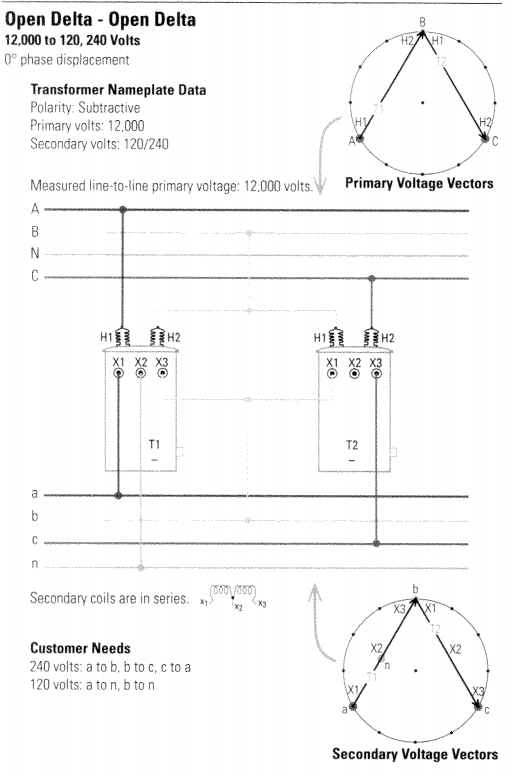 Open Delta - Open Delta
12,000 to 120, 240 Volts
0° phase displacement
Transformer Nameplate Data
Polarity: Subtractive
Primary volts: 12,000
Secondary volts: 120/240
B
H2 H1
T2
T1
H1 H2
A C
Primary Voltage Vectors
Measured line-to-line primary voltage: 12,000 volts.
A
B
N
C
H1 H2 H1 H2
X1 X2 X3 X1 X2 X3
T1 T2
– –
a
b
c
n
Secondary coils are in series. X1 X2 X3
Customer Needs
240 volts: a to b, b to c, c to a
120 volts: a to n, b to n
b
X3 X1
T2
X2 X2
n
T1
X1 X3
a c
Secondary Voltage Vectors